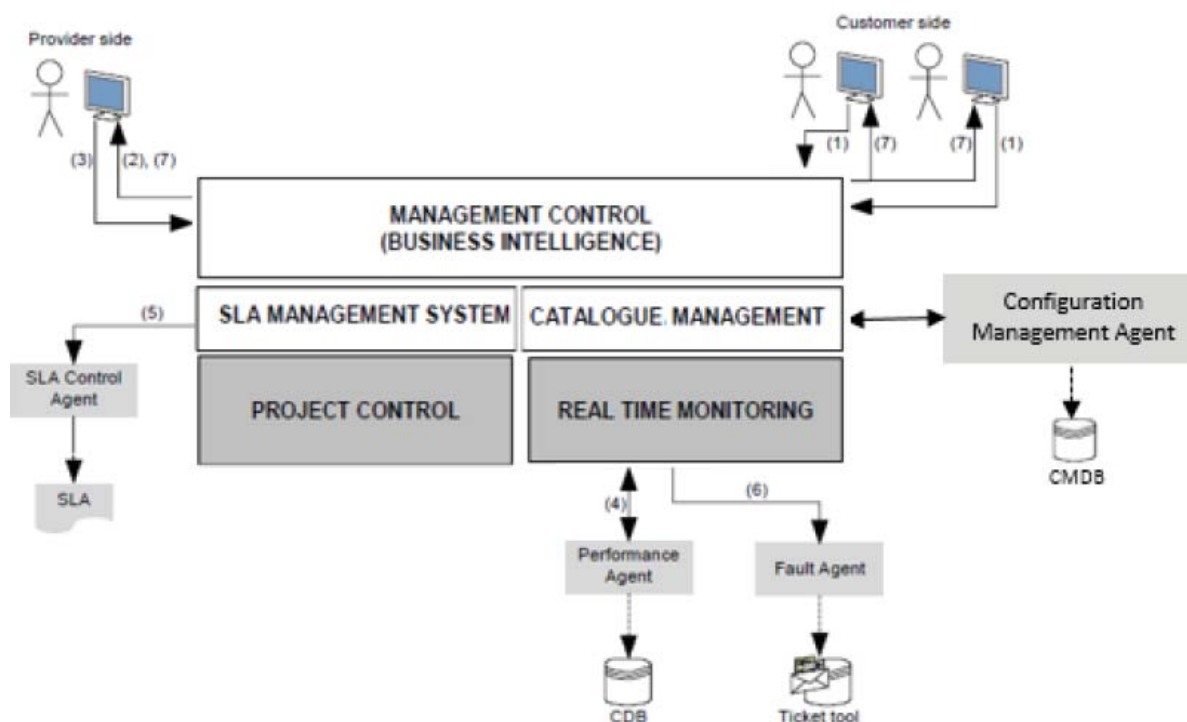 Provider side
Customer side
(3)
(2), (7)
(1)
(7)
(7)
(1)
MANAGEMENT CONTROL
(BUSINESS INTELLIGENCE)
(5)
SLA MANAGEMENT SYSTEM
CATALOGUE. MANAGEMENT
Configuration
Management Agent
SLA Control
Agent
PROJECT CONTROL
REAL TIME MONITORING
CMDB
SLA
(4)
(6)
Performance
Agent
Fault Agent
CDB
Ticket tool